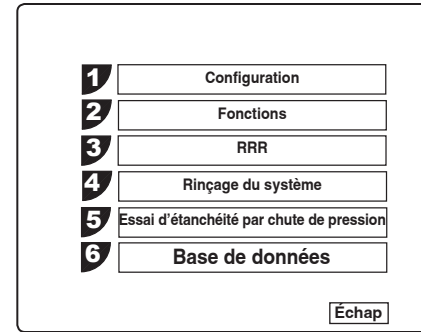 1 Configuration
2 Fonctions
3 RRR
4 Rinçage du système
5 Essai d'étanchéité par chute de pression
6 Base de données
Échap